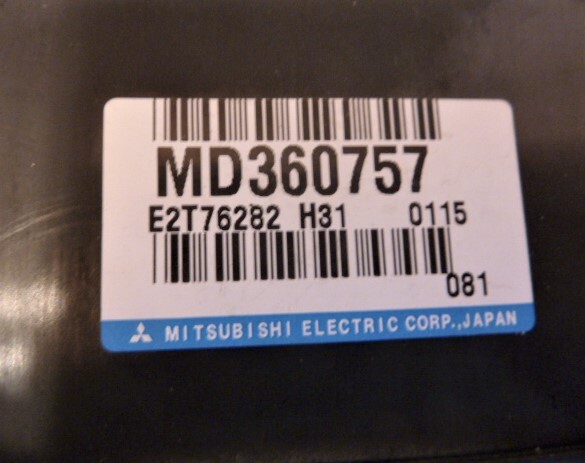 MD360757
E2T76282 H31 0115
081
MITSUBISHI ELECTRIC CORP.,JAPAN